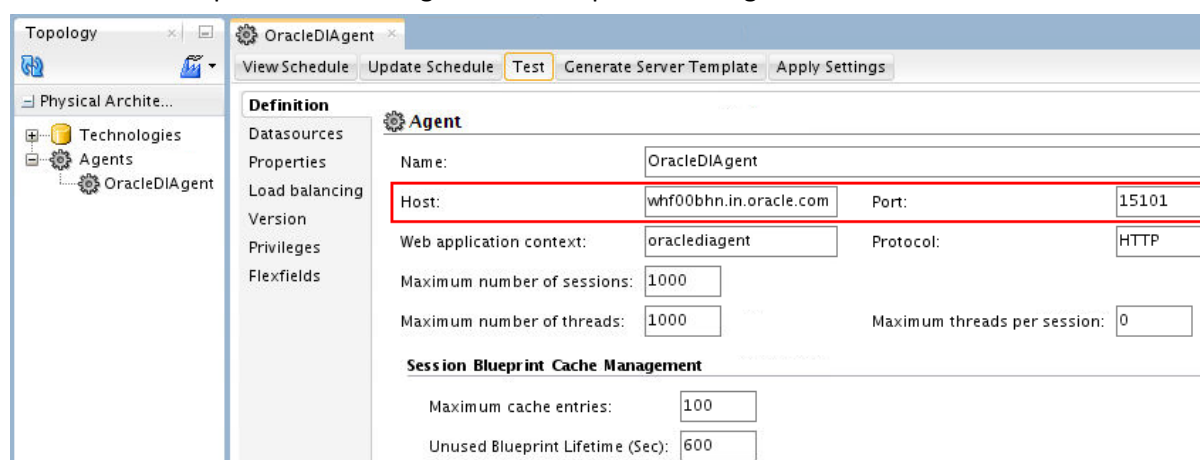 Topology
OracleDIAgent
View Schedule Update Schedule Test Generate Server Template Apply Settings
Physical Archite...
Technologies
Agents
OracleDIAgent
Definition
Datasources
Properties
Load balancing
Version
Privileges
Flexfields
Agent
Name: OracleDIAgent
Host: whf00bhn.in.oracle.com Port: 15101
Web application context: oraclediagent Protocol: HTTP
Maximum number of sessions: 1000
Maximum number of threads: 1000 Maximum threads per session: 0
Session Blueprint Cache Management
Maximum cache entries: 100
Unused Blueprint Lifetime (Sec): 600